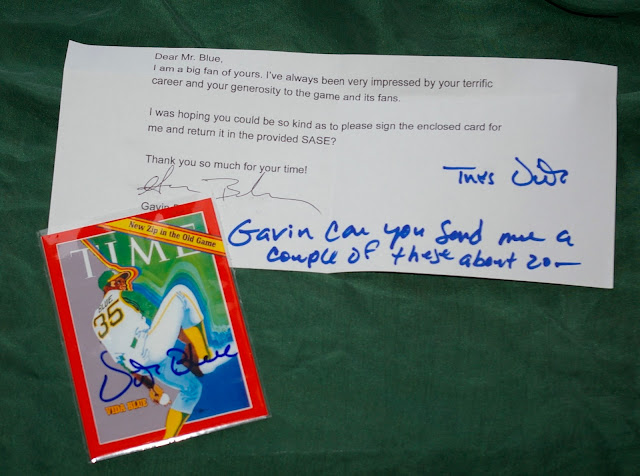 Dear Mr. Blue,
I am a big fan of yours. I've always been very impressed by your terrific
career and your generosity to the game and its fans.
I was hoping you could be so kind as to please sign the enclosed card for
me and return it in the provided SASE?
Thank you so much for your time!
Gavin
Gavin can you send me a
couple of these about 20-
New Zip in the Old Game
TIME
BLUE
35
Vida Blue
VIDA BLUE